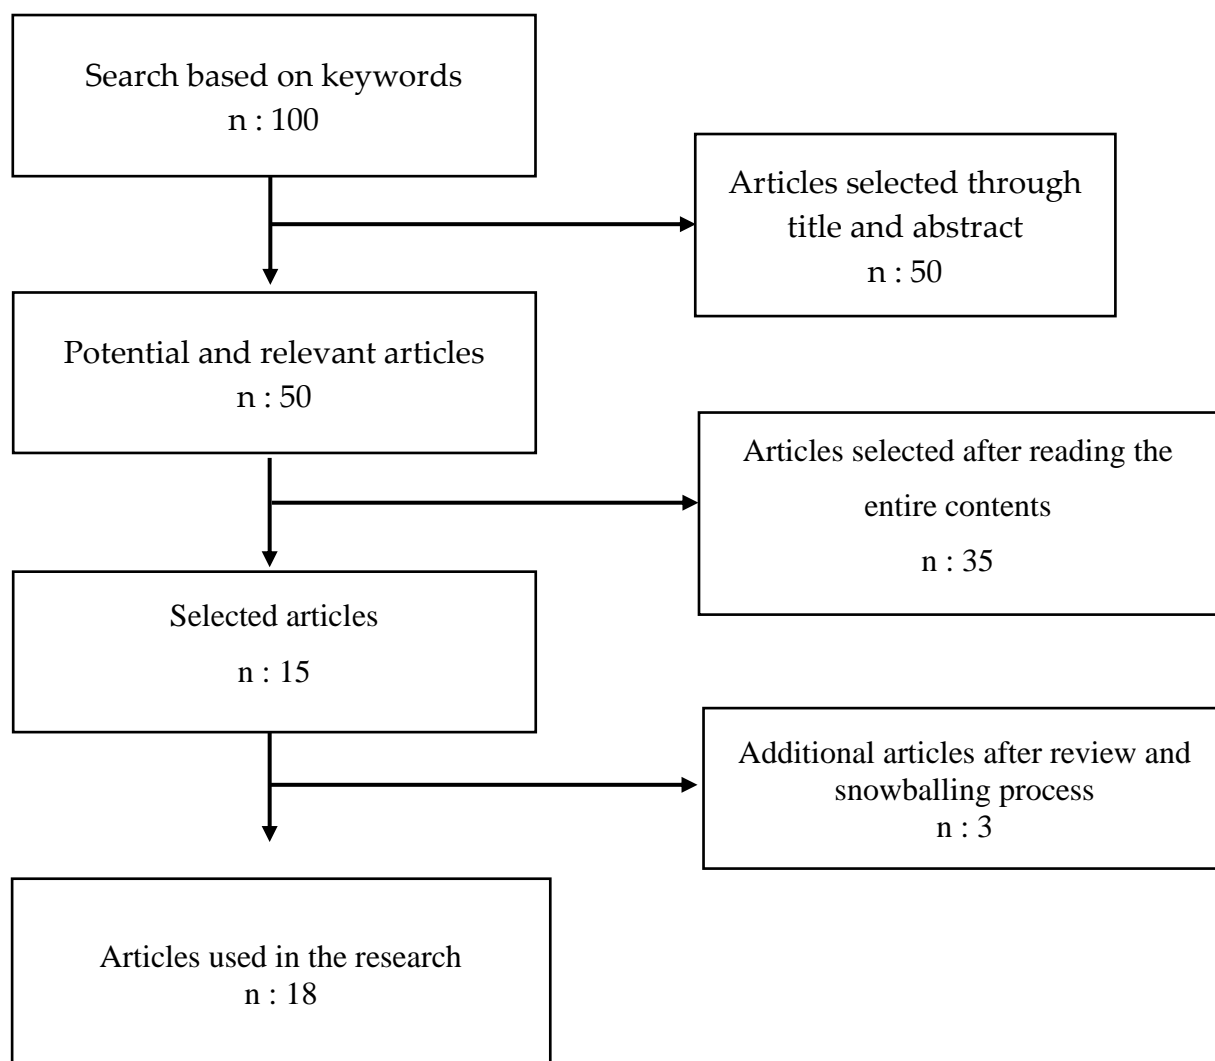 Search based on keywords
n : 100
Articles selected through
title and abstract
n : 50
Potential and relevant articles
n : 50
Articles selected after reading the
entire contents
n : 35
Selected articles
n : 15
Additional articles after review and
snowballing process
n : 3
Articles used in the research
n : 18